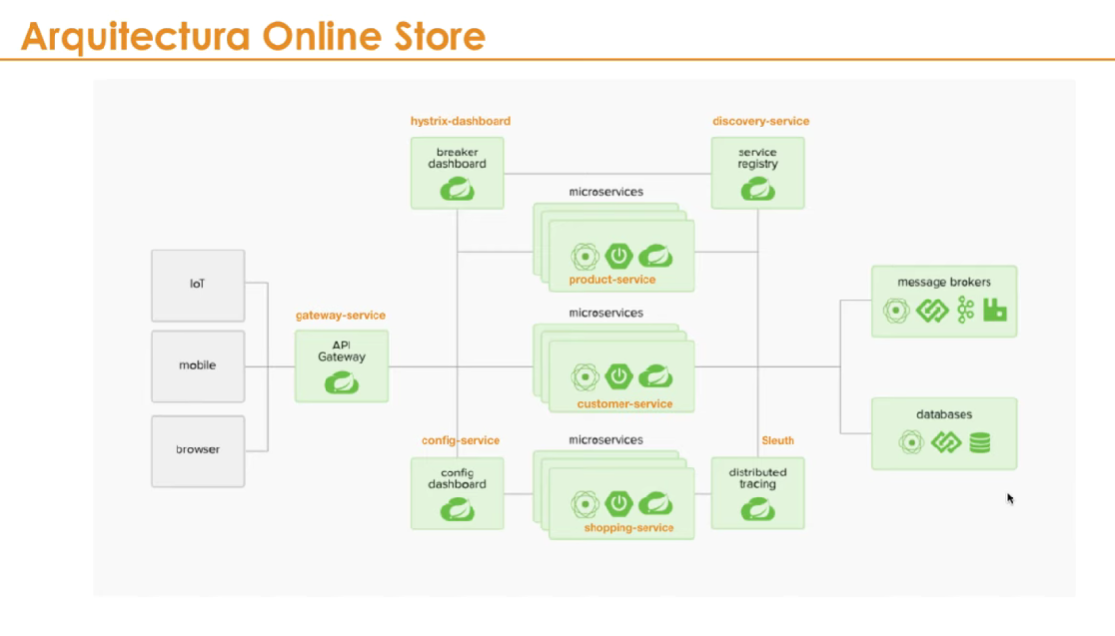 Arquitectura Online Store
hystrix-dashboard
breaker
dashboard
discovery-service
service
registry
microservices
product-service
IoT
mobile
browser
gateway-service
API
Gateway
microservices
customer-service
message brokers
databases
config-service
config
dashboard
microservices
shopping-service
Sleuth
distributed
tracing